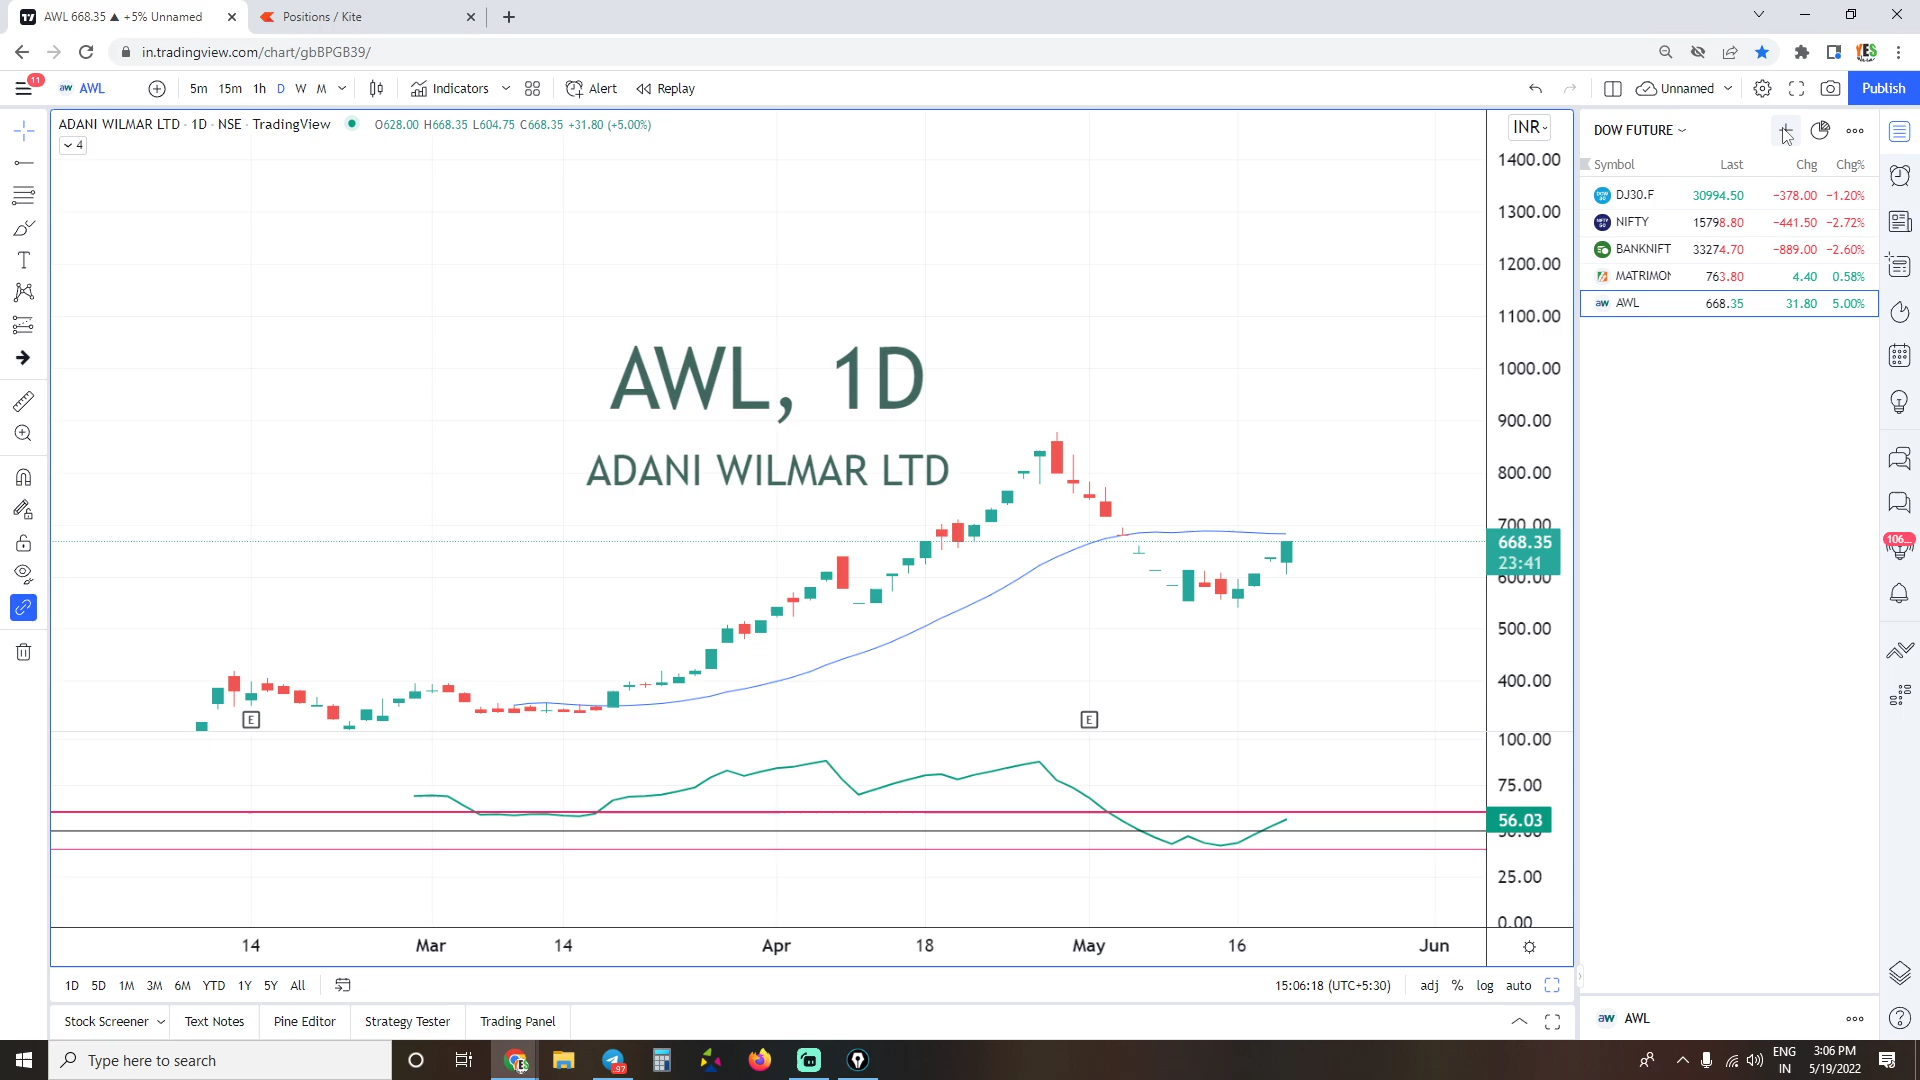 AWL 668.35 ▲ +5% Unnamed
Positions / Kite
in.tradingview.com/chart/gbBPGB39/
11
AWL
5m 15m 1h D W M
Indicators
Alert
Replay
Unnamed
Publish
ADANI WILMAR LTD · 1D · NSE · TradingView
O628.00 H668.35 L604.75 C668.35 +31.80 (+5.00%)
4
INR
1400.00
1300.00
1200.00
1100.00
1000.00
900.00
800.00
700.00
668.35
23:41
600.00
500.00
400.00
AWL, 1D
ADANI WILMAR LTD
E
E
100.00
75.00
56.03
50.00
25.00
0.00
14 Mar 14 Apr 18 May 16 Jun
1D 5D 1M 3M 6M YTD 1Y 5Y All
15:06:18 (UTC+5:30)
adj % log auto
Stock Screener
Text Notes
Pine Editor
Strategy Tester
Trading Panel
DOW FUTURE
Symbol Last Chg Chg%
DJ30.F 30994.50 −378.00 −1.20%
NIFTY 15798.80 −441.50 −2.72%
BANKNIFT 33274.70 −889.00 −2.60%
MATRIMON 763.80 4.40 0.58%
AWL 668.35 31.80 5.00%
106
AWL
Type here to search
97
ENG
IN
3:06 PM
5/19/2022